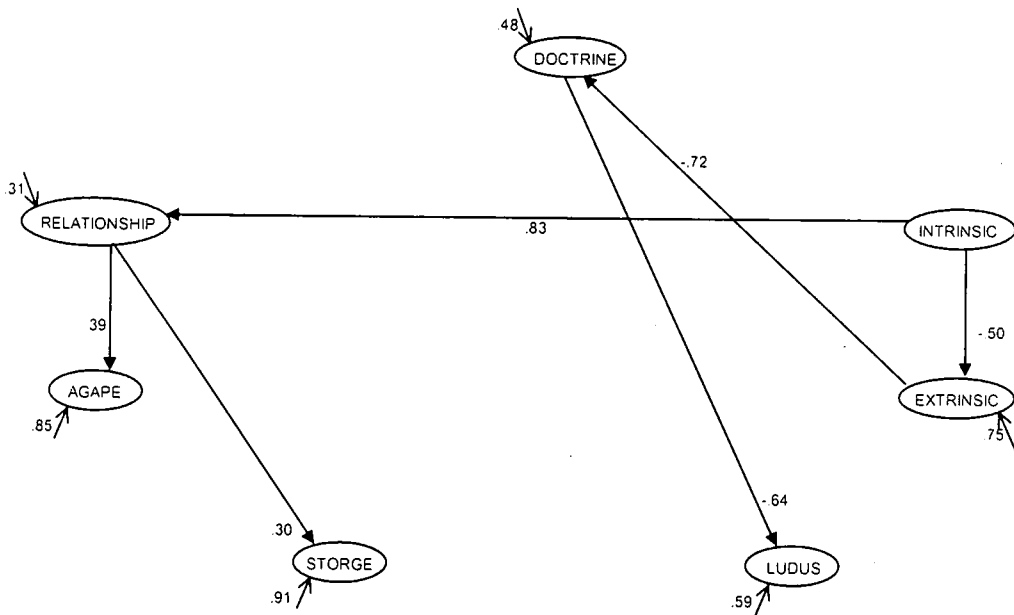 .48
DOCTRINE
-.72
.31
RELATIONSHIP
.83
INTRINSIC
39
-.50
AGAPE
EXTRINSIC
.85
.75
-.64
.30
STORGE
LUDUS
.91
.59